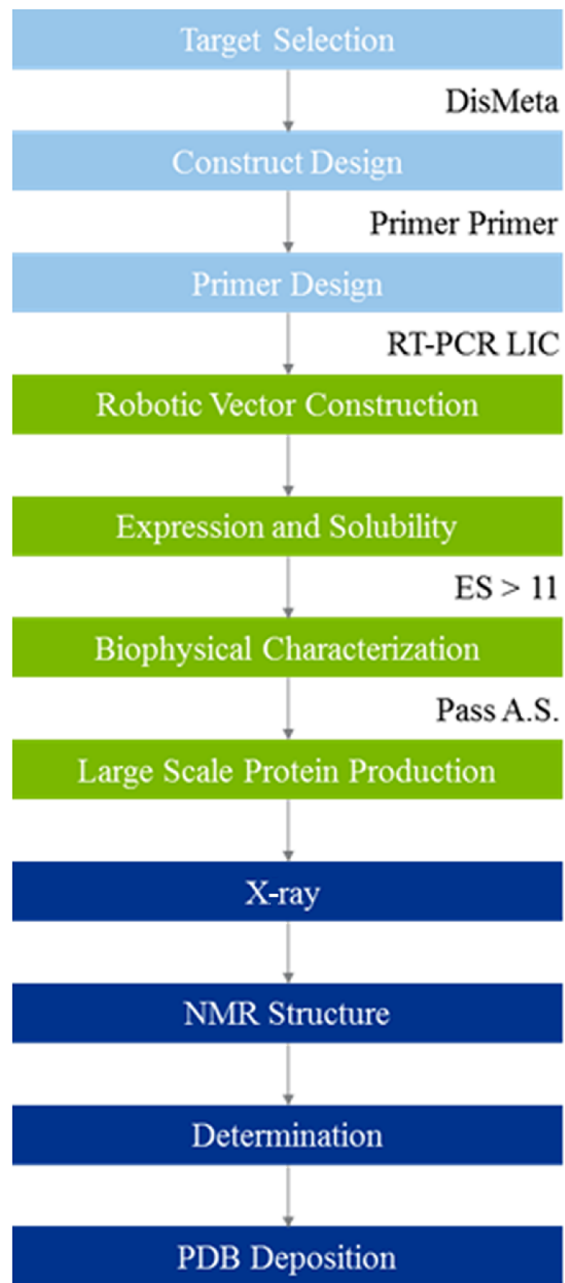 Target Selection
DisMeta
Construct Design
Primer Primer
Primer Design
RT-PCR LIC
Robotic Vector Construction
Expression and Solubility
ES > 11
Biophysical Characterization
Pass A.S.
Large Scale Protein Production
X-ray
NMR Structure
Determination
PDB Deposition